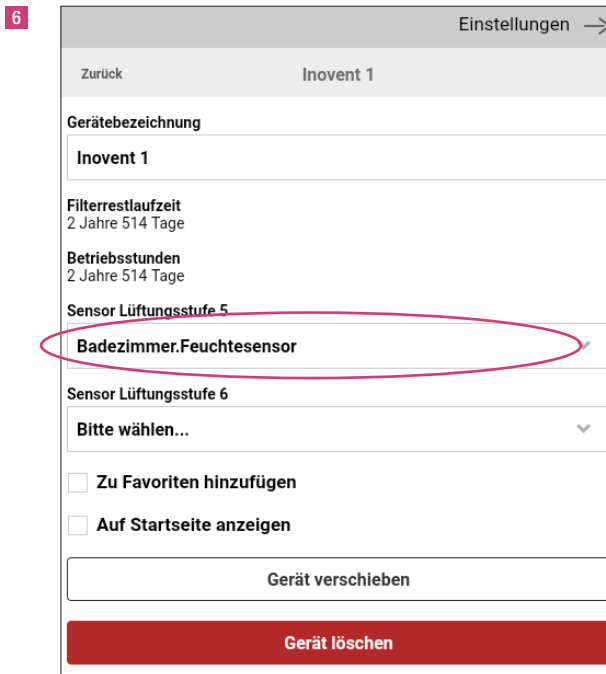 6
Einstellungen
Zurück Inovent 1
Gerätebezeichnung
Inovent 1
Filterrestlaufzeit
2 Jahre 514 Tage
Betriebsstunden
2 Jahre 514 Tage
Sensor Lüftungsstufe 5
Badezimmer.Feuchtesensor
Sensor Lüftungsstufe 6
Bitte wählen...
Zu Favoriten hinzufügen
Auf Startseite anzeigen
Gerät verschieben
Gerät löschen